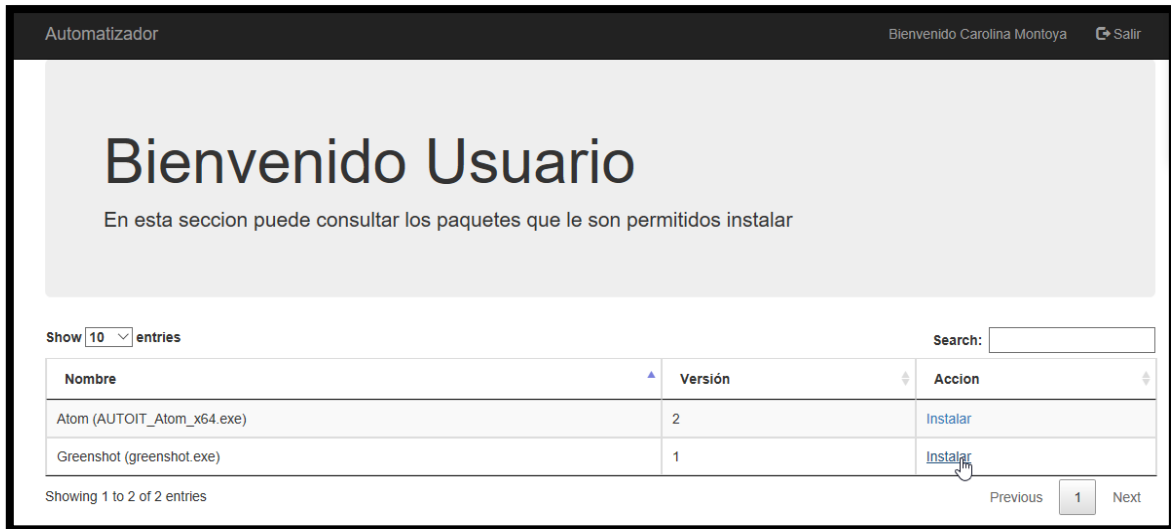 Automatizador Bienvenido Carolina Montoya Salir
Bienvenido Usuario
En esta seccion puede consultar los paquetes que le son permitidos instalar
Show 10 entries Search:
Nombre Versión Accion
Atom (AUTOIT_Atom_x64.exe) 2 Instalar
Greenshot (greenshot.exe) 1 Instalar
Showing 1 to 2 of 2 entries Previous 1 Next